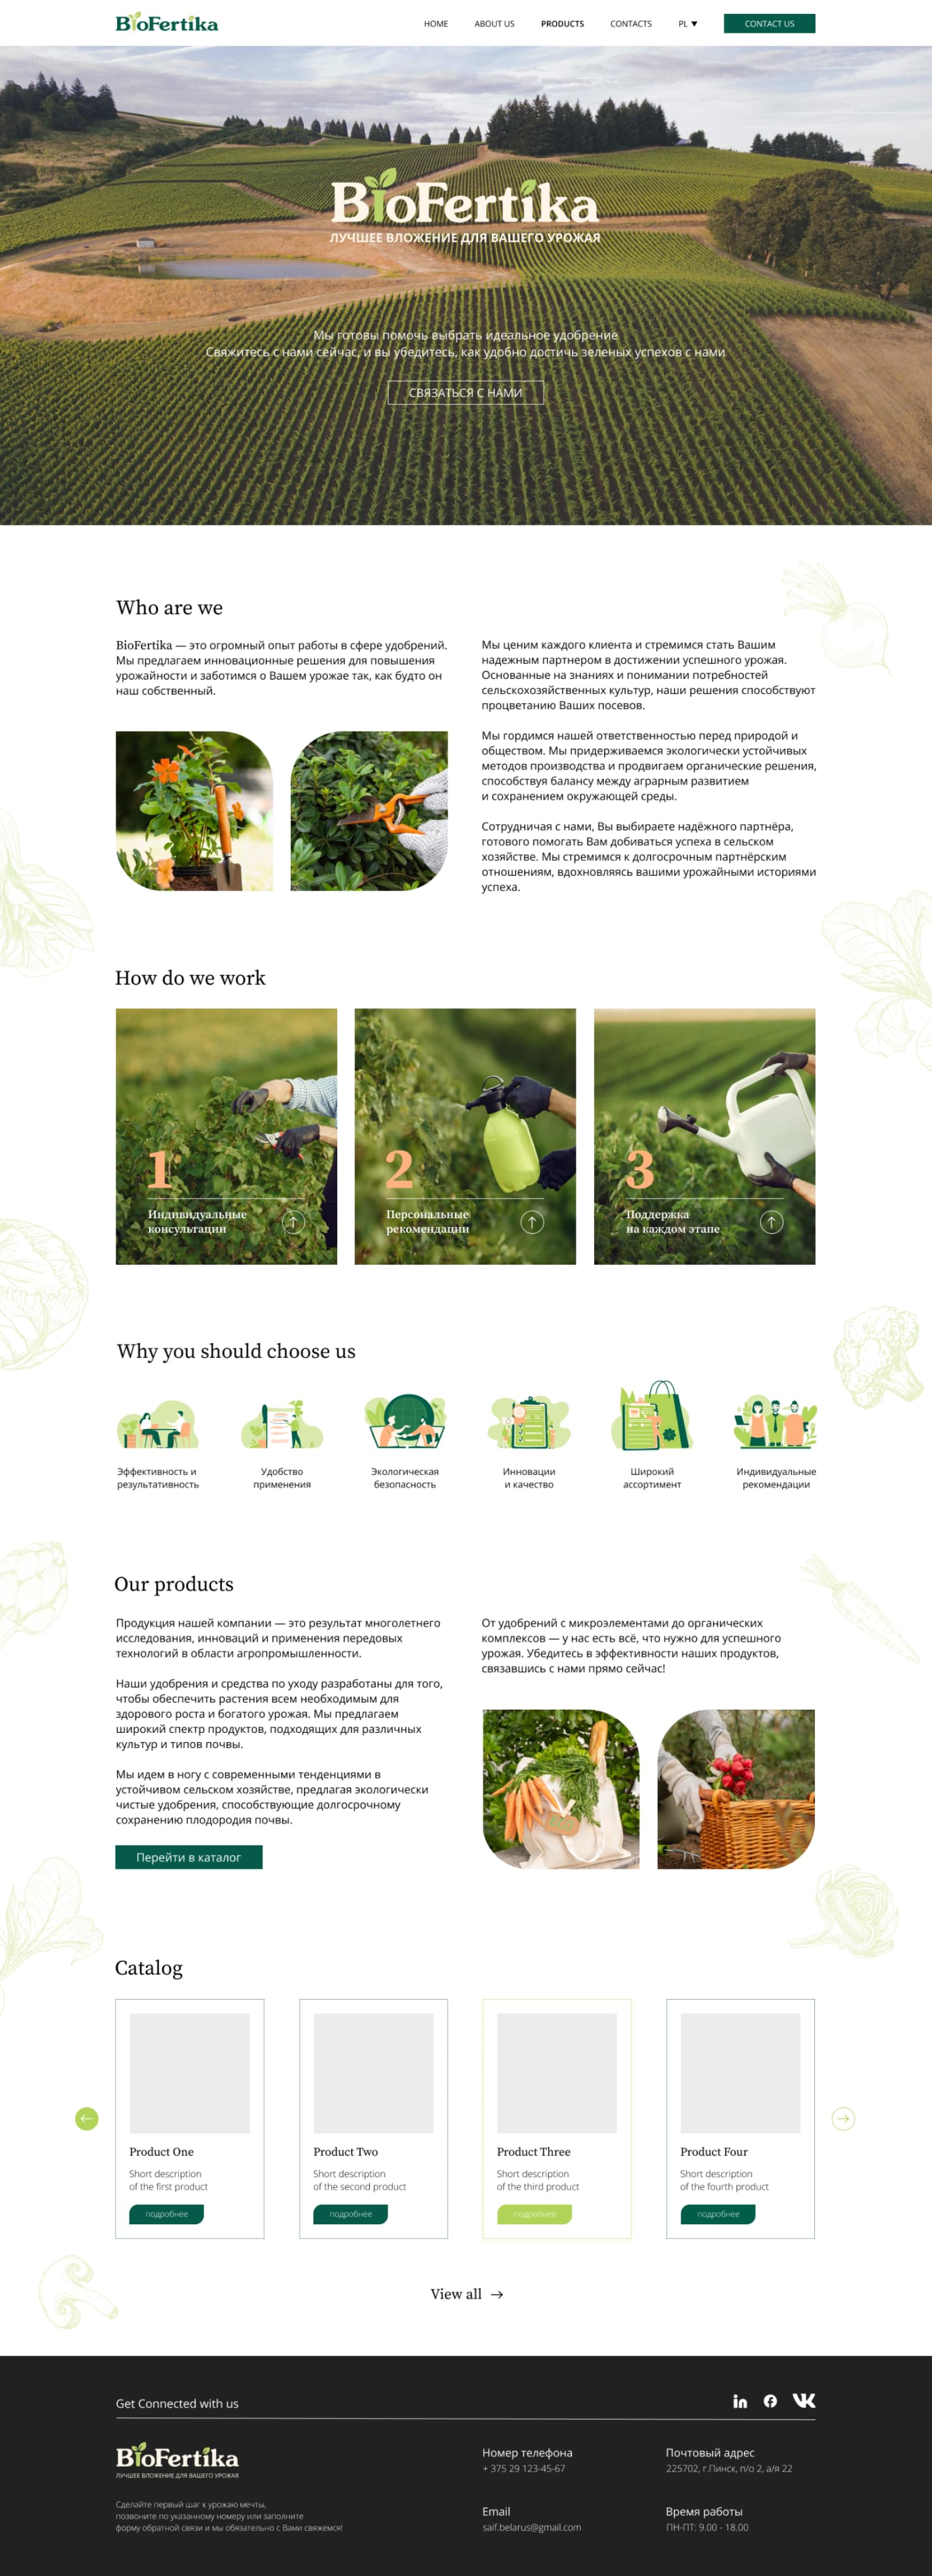 BioFertika
HOME ABOUT US PRODUCTS CONTACTS PL CONTACT US
BioFertika
ЛУЧШЕЕ ВЛОЖЕНИЕ ДЛЯ ВАШЕГО УРОЖАЯ
Мы готовы помочь выбрать идеальное удобрение
Свяжитесь с нами сейчас, и вы убедитесь, как удобно достичь зеленых успехов с нами
СВЯЗАТЬСЯ С НАМИ
Who are we
BioFertika — это огромный опыт работы в сфере удобрений.
Мы предлагаем инновационные решения для повышения
урожайности и заботимся о Вашем урожае так, как будто он
наш собственный.
Мы ценим каждого клиента и стремимся стать Вашим
надежным партнером в достижении успешного урожая.
Основанные на знаниях и понимании потребностей
сельскохозяйственных культур, наши решения способствуют
процветанию Ваших посевов.
Мы гордимся нашей ответственностью перед природой и
обществом. Мы придерживаемся экологически устойчивых
методов производства и продвигаем органические решения,
способствуя балансу между аграрным развитием
и сохранением окружающей среды.
Сотрудничая с нами, Вы выбираете надёжного партнёра,
готового помогать Вам добиваться успеха в сельском
хозяйстве. Мы стремимся к долгосрочным партнёрским
отношениям, вдохновляясь вашими урожайными историями
успеха.
How do we work
1
Индивидуальные
консультации
2
Персональные
рекомендации
3
Поддержка
на каждом этапе
Why you should choose us
Эффективность и
результативность
Удобство
применения
Экологическая
безопасность
Инновации
и качество
Широкий
ассортимент
Индивидуальные
рекомендации
Our products
Продукция нашей компании — это результат многолетнего
исследования, инноваций и применения передовых
технологий в области агропромышленности.
Наши удобрения и средства по уходу разработаны для того,
чтобы обеспечить растения всем необходимым для
здорового роста и богатого урожая. Мы предлагаем
широкий спектр продуктов, подходящих для различных
культур и типов почвы.
Мы идем в ногу с современными тенденциями в
устойчивом сельском хозяйстве, предлагая экологически
чистые удобрения, способствующие долгосрочному
сохранению плодородия почвы.
Перейти в каталог
От удобрений с микроэлементами до органических
комплексов — у нас есть всё, что нужно для успешного
урожая. Убедитесь в эффективности наших продуктов,
связавшись с нами прямо сейчас!
Catalog
Product One
Short description
of the first product
подробнее
Product Two
Short description
of the second product
подробнее
Product Three
Short description
of the third product
подробнее
Product Four
Short description
of the fourth product
подробнее
View all
Get Connected with us
in
VK
BioFertika
ЛУЧШЕЕ ВЛОЖЕНИЕ ДЛЯ ВАШЕГО УРОЖАЯ
Сделайте первый шаг к урожаю мечты,
позвоните по указанному номеру или заполните
форму обратной связи и мы обязательно с Вами свяжемся!
Номер телефона
+ 375 29 123-45-67
Почтовый адрес
225702, г.Пинск, п/о 2, а/я 22
Email
saif.belarus@gmail.com
Время работы
ПН-ПТ: 9.00 - 18.00